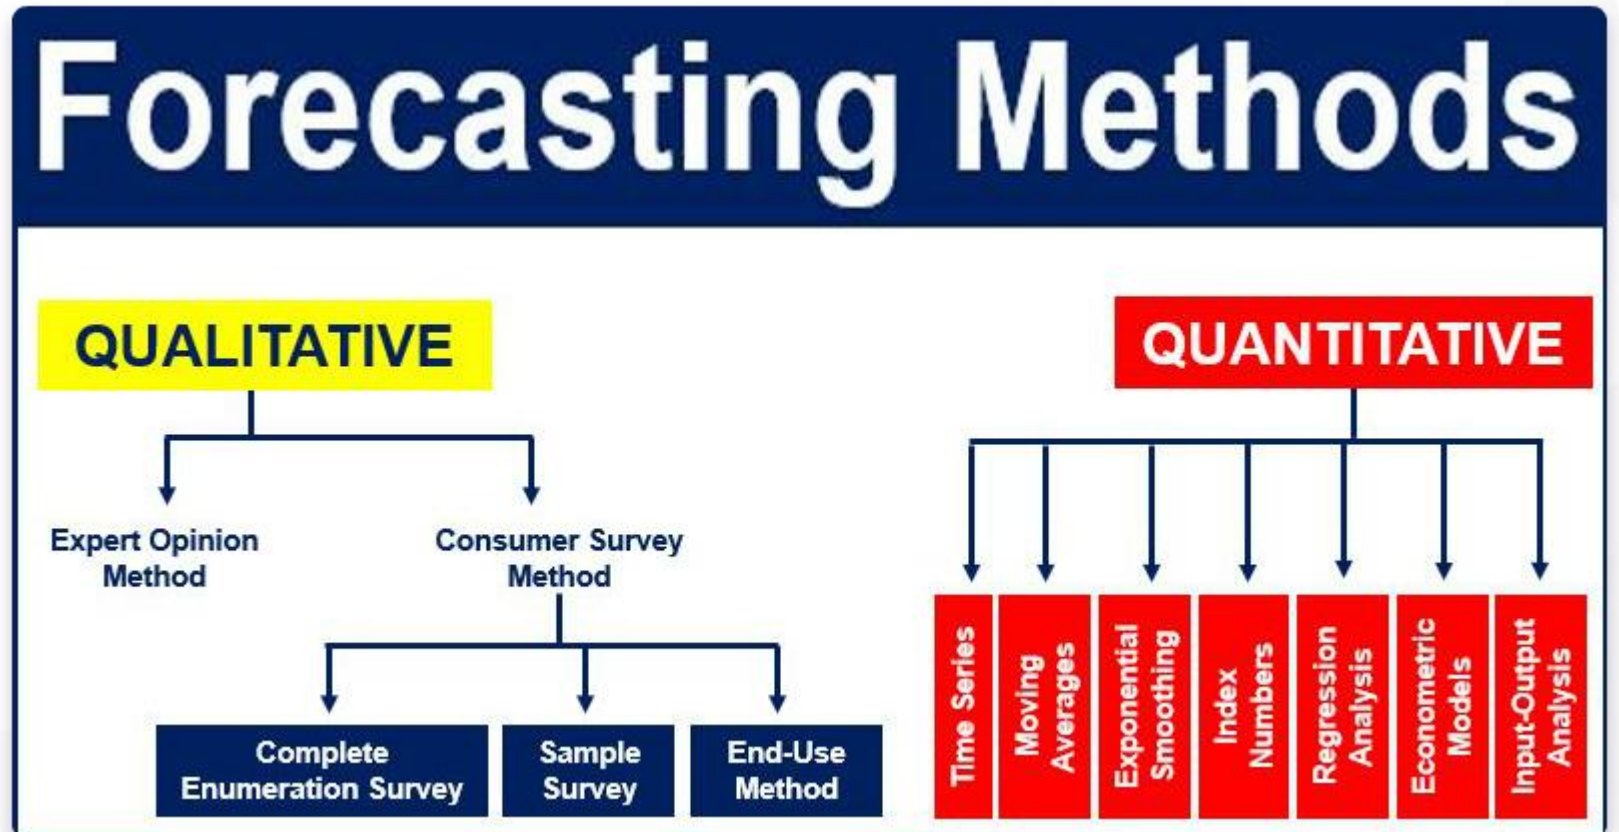 Forecasting Methods
QUALITATIVE
QUANTITATIVE
Expert Opinion
Method
Consumer Survey
Method
Complete
Enumeration Survey
Sample
Survey
End-Use
Method
Time Series
Moving
Averages
Exponential
Smoothing
Index
Numbers
Regression
Analysis
Econometric
Models
Input-Output
Analysis